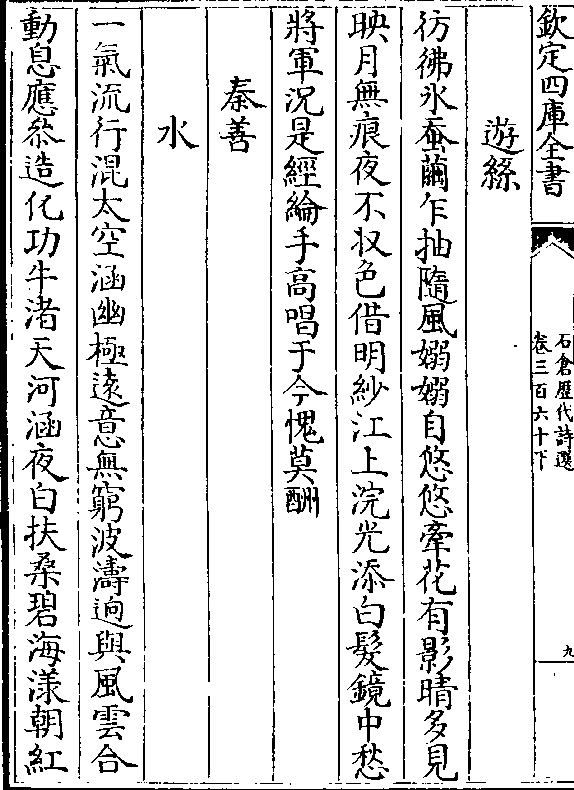 欽定四庫全書
石倉歴代詩選
卷三百六十下
九
遊絲
彷彿氷蚕繭乍抽隨風嫋嫋自悠悠牽花有影晴多見
映月無痕夜不収色借明紗江上浣光添白髮鏡中愁
將軍況是經綸手高唱于今愧莫酬
秦善
水
一氣流行混太空涵幽極遠意無窮波濤逈與風雲合
動息應叅造化功牛渚天河涵夜白扶桑碧海漾朝紅